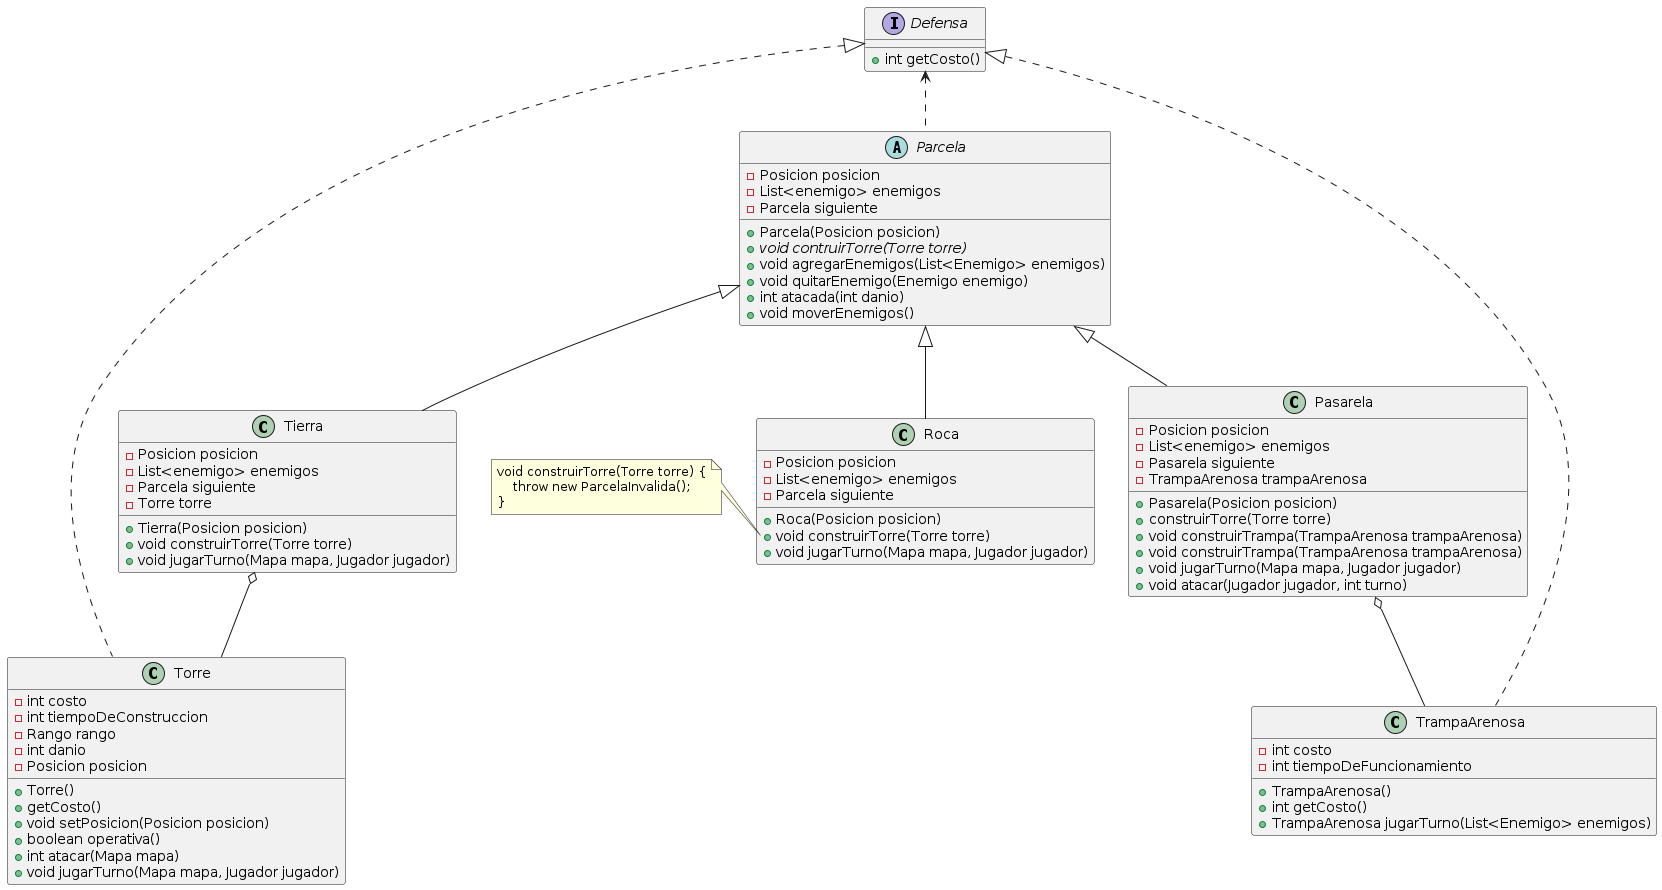 I Defensa
int getCosto()
A Parcela
Posicion posicion
List<enemigo> enemigos
Parcela siguiente
Parcela(Posicion posicion)
void contruirTorre(Torre torre)
void agregarEnemigos(List<Enemigo> enemigos)
void quitarEnemigo(Enemigo enemigo)
int atacada(int danio)
void moverEnemigos()
C Tierra
Posicion posicion
List<enemigo> enemigos
Parcela siguiente
Torre torre
Tierra(Posicion posicion)
void construirTorre(Torre torre)
void jugarTurno(Mapa mapa, Jugador jugador)
void construirTorre(Torre torre) {
throw new ParcelaInvalida();
}
C Roca
Posicion posicion
List<enemigo> enemigos
Parcela siguiente
Roca(Posicion posicion)
void construirTorre(Torre torre)
void jugarTurno(Mapa mapa, Jugador jugador)
C Pasarela
Posicion posicion
List<enemigo> enemigos
Pasarela siguiente
TrampaArenosa trampaArenosa
Pasarela(Posicion posicion)
construirTorre(Torre torre)
void construirTrampa(TrampaArenosa trampaArenosa)
void construirTrampa(TrampaArenosa trampaArenosa)
void jugarTurno(Mapa mapa, Jugador jugador)
void atacar(Jugador jugador, int turno)
C Torre
int costo
int tiempoDeConstruccion
Rango rango
int danio
Posicion posicion
Torre()
getCosto()
void setPosicion(Posicion posicion)
boolean operativa()
int atacar(Mapa mapa)
void jugarTurno(Mapa mapa, Jugador jugador)
C TrampaArenosa
int costo
int tiempoDeFuncionamiento
TrampaArenosa()
int getCosto()
TrampaArenosa jugarTurno(List<Enemigo> enemigos)